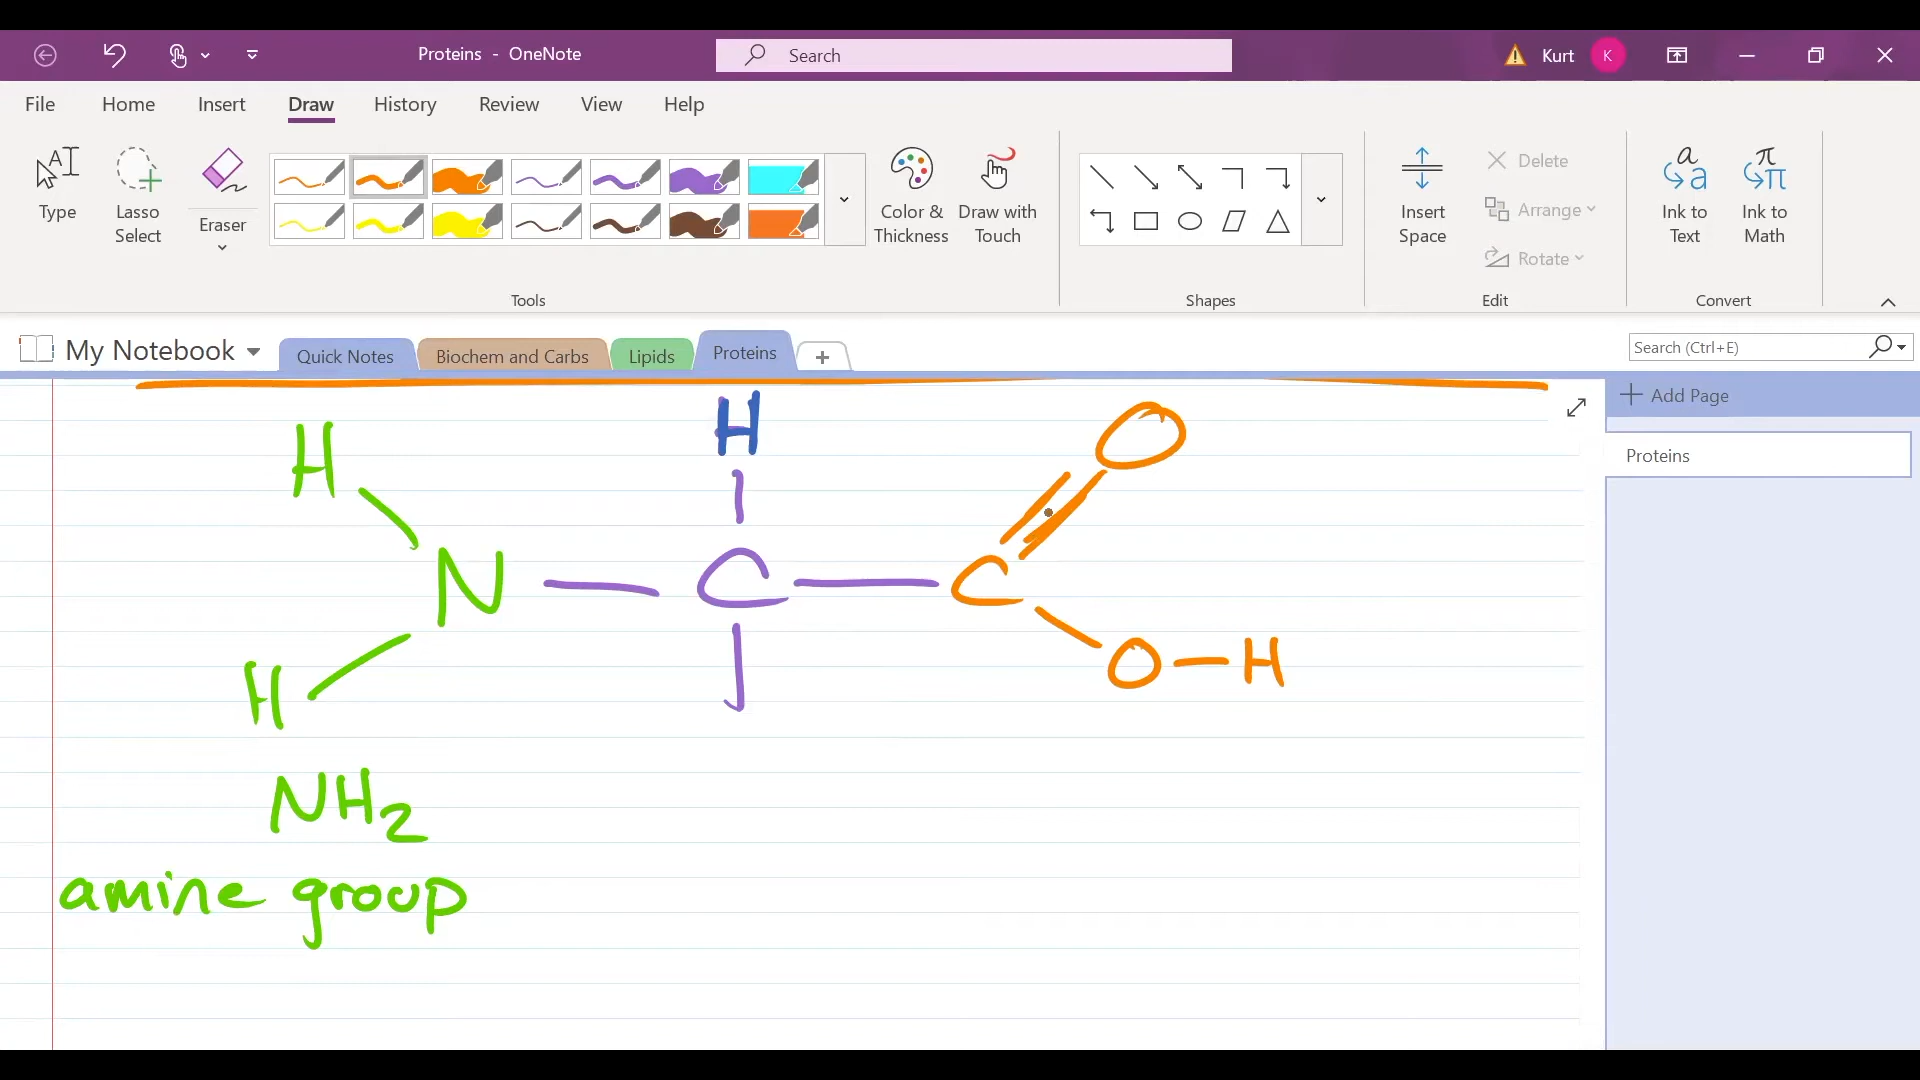 Proteins - OneNote
Search
Kurt
K
File Home Insert Draw History Review View Help
Type
Lasso Select
Eraser
Color & Thickness
Draw with Touch
Insert Space
Delete
Arrange
Rotate
a
a
Ink to Text
π
π
Ink to Math
Tools
Shapes
Edit
Convert
My Notebook
Quick Notes
Biochem and Carbs
Lipids
Proteins
Search (Ctrl+E)
Add Page
Proteins
H
H
O
N
C
C
H
O
H
NH2
amine group